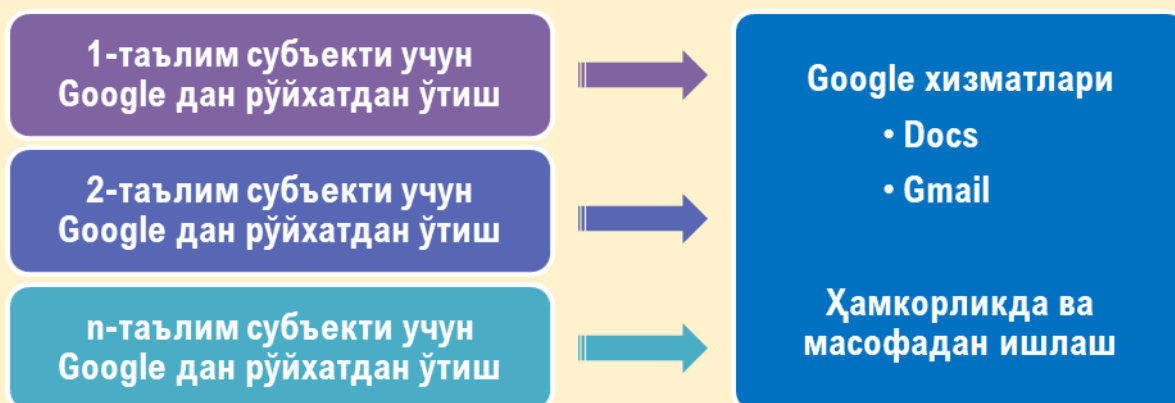 1-таълим субъекти учун
Google дан рўйхатдан ўтиш
2-таълим субъекти учун
Google дан рўйхатдан ўтиш
n-таълим субъекти учун
Google дан рўйхатдан ўтиш
Google хизматлари
• Docs
• Gmail
Ҳамкорликда ва
масофадан ишлаш